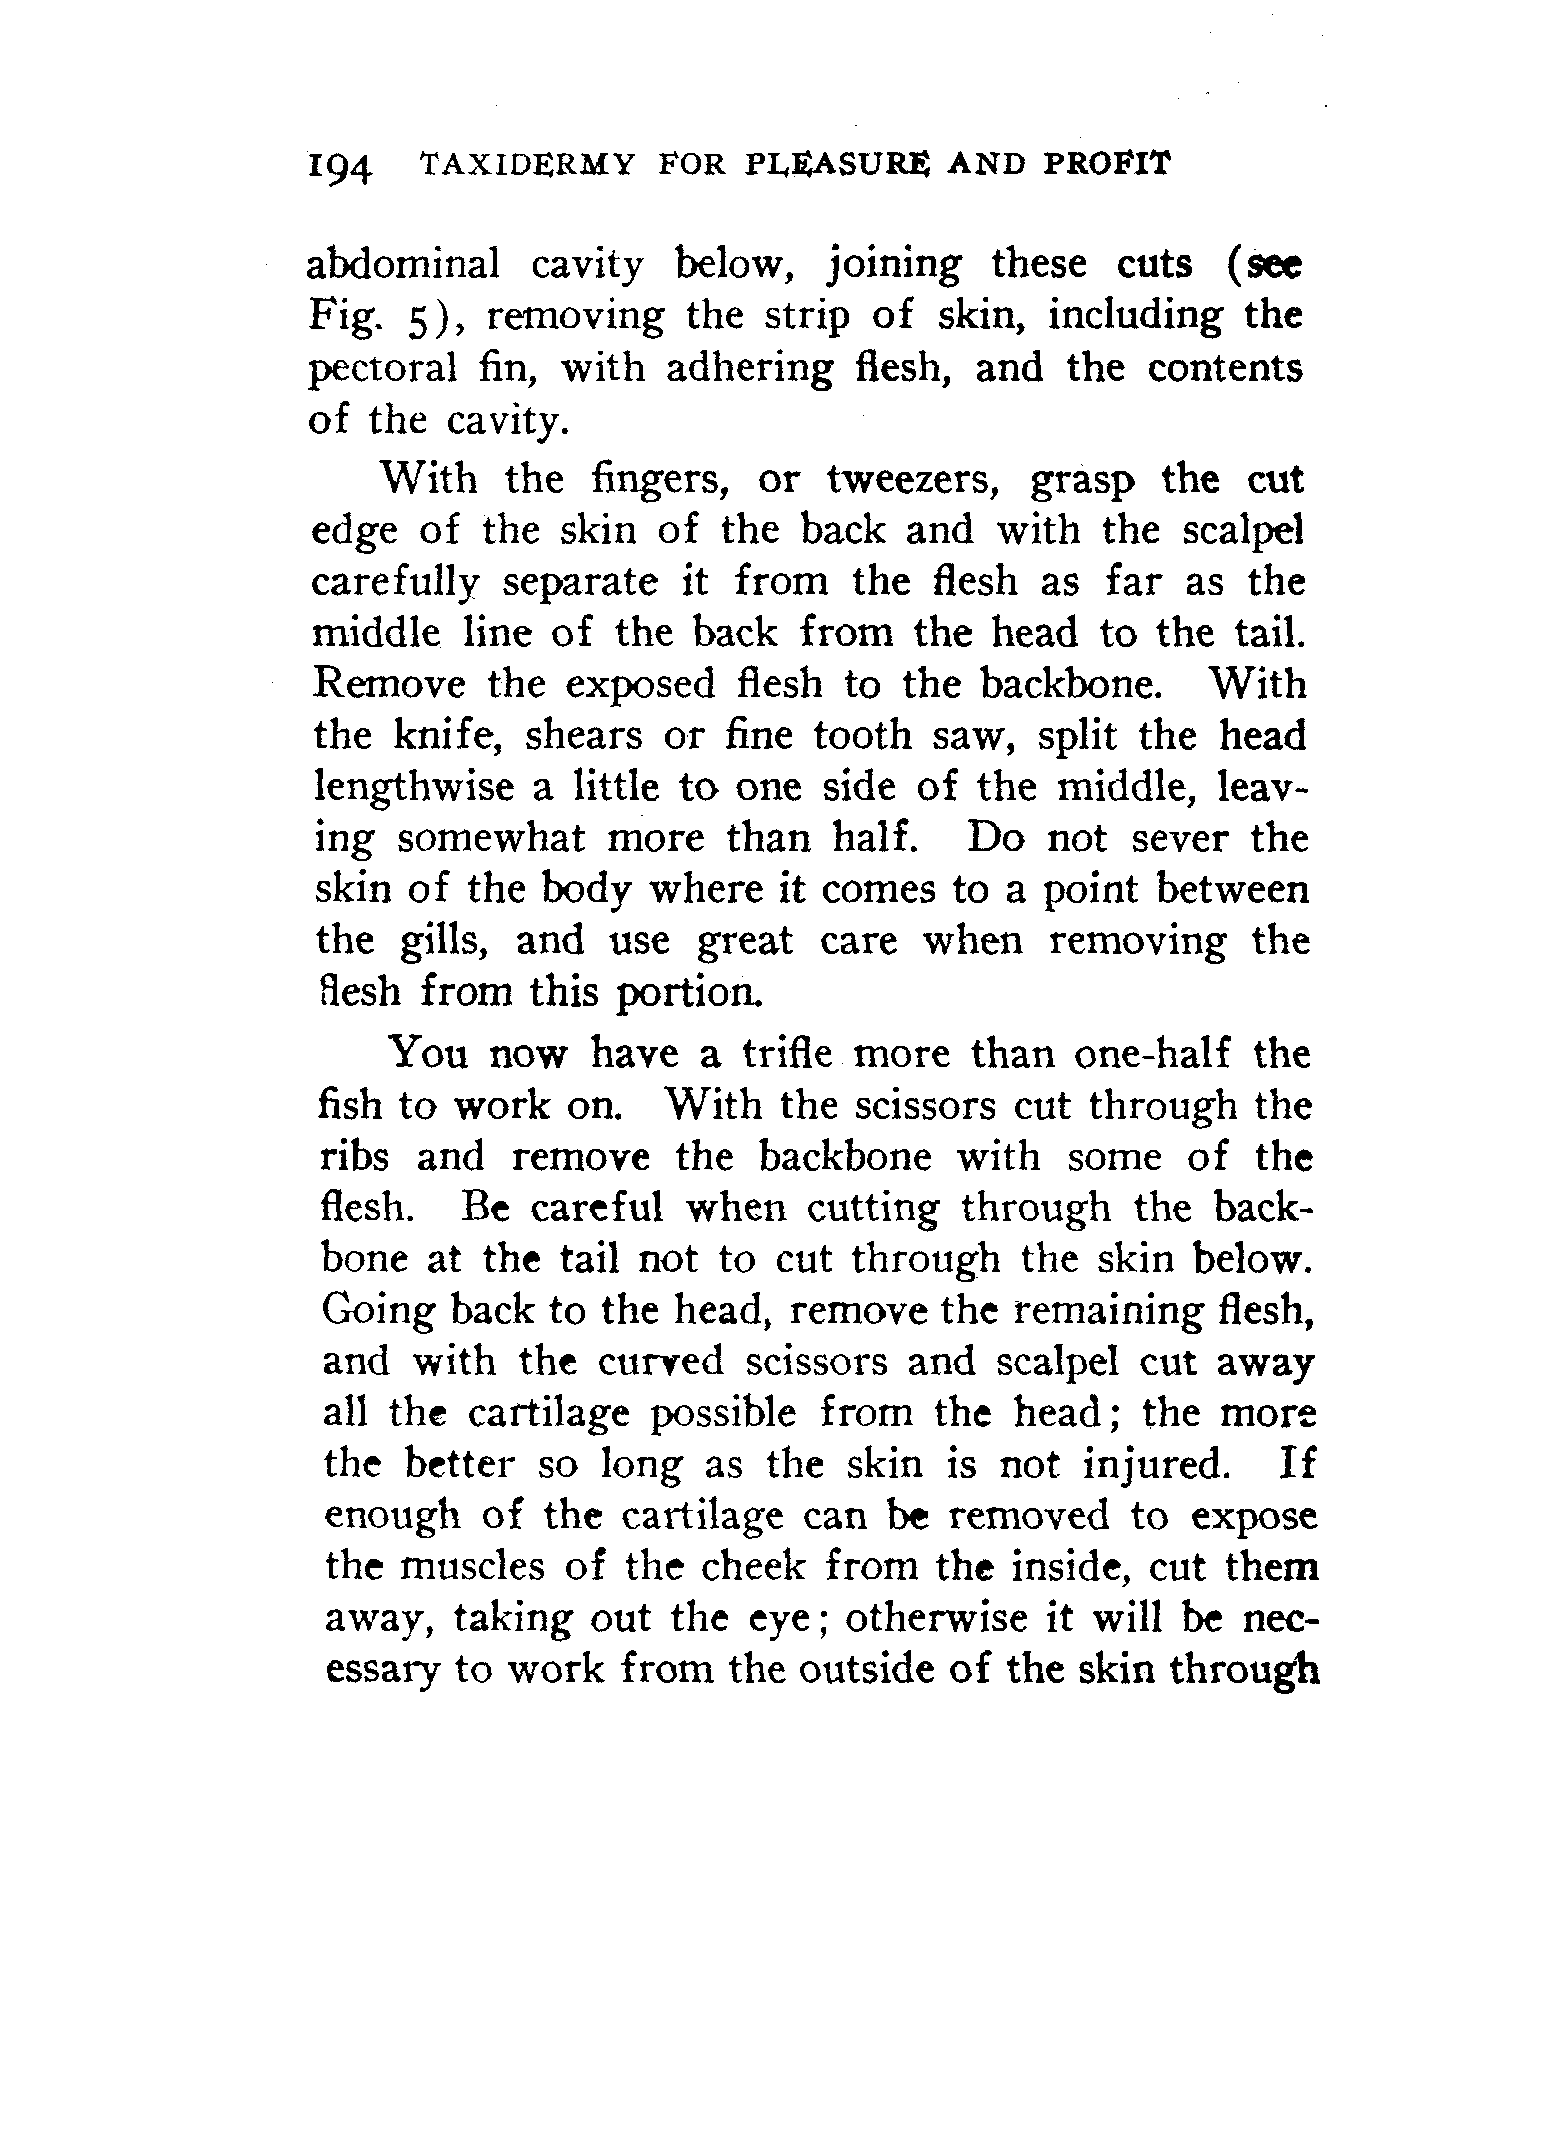 194 TAXIDERMY FOR PLEASURE AND PROFIT
abdominal cavity below, joining these cuts (see
Fig. 5), removing the strip of skin, including the
pectoral fin, with adhering flesh, and the contents
of the cavity.
With the fingers, or tweezers, grasp the cut
edge of the skin of the back and with the scalpel
carefully separate it from the flesh as far as the
middle line of the back from the head to the tail.
Remove the exposed flesh to the backbone. With
the knife, shears or fine tooth saw, split the head
lengthwise a little to one side of the middle, leav-
ing somewhat more than half. Do not sever the
skin of the body where it comes to a point between
the gills, and use great care when removing the
flesh from this portion.
You now have a trifle more than one-half the
fish to work on. With the scissors cut through the
ribs and remove the backbone with some of the
flesh. Be careful when cutting through the back-
bone at the tail not to cut through the skin below.
Going back to the head, remove the remaining flesh,
and with the curved scissors and scalpel cut away
all the cartilage possible from the head; the more
the better so long as the skin is not injured. If
enough of the cartilage can be removed to expose
the muscles of the cheek from the inside, cut them
away, taking out the eye; otherwise it will be nec-
essary to work from the outside of the skin through